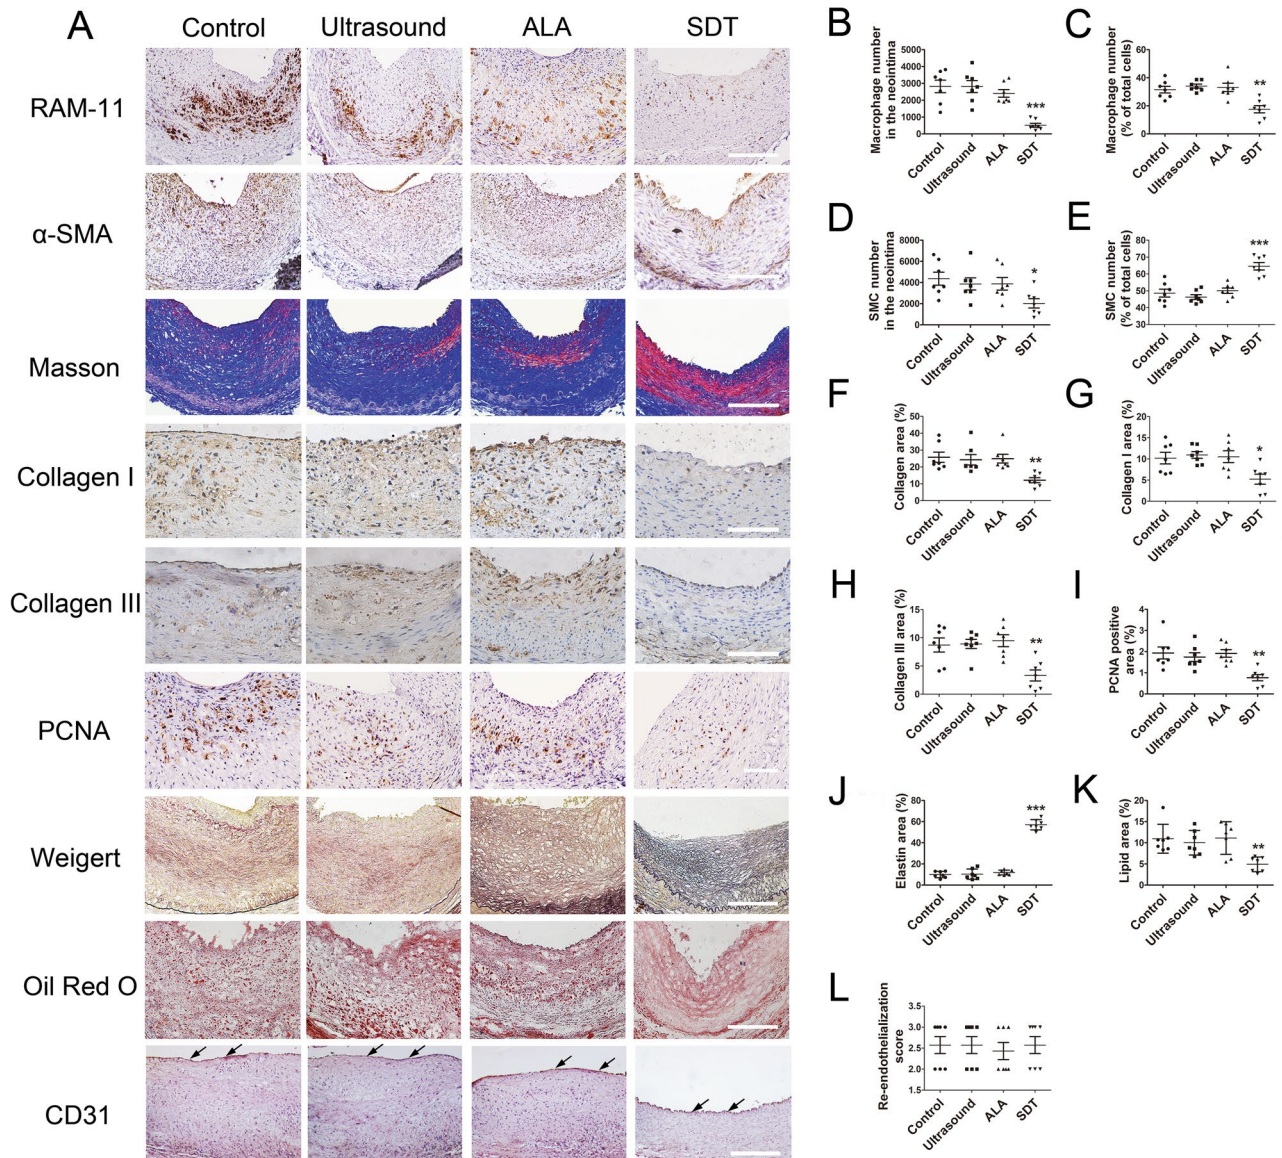 A
Control Ultrasound ALA SDT
RAM-11
α-SMA
Masson
Collagen I
Collagen III
PCNA
Weigert
Oil Red O
CD31
B
Macrophage number
in the neointima
5000
4000
3000
2000
1000
0
***
Control Ultrasound ALA SDT
C
Macrophage number
(% of total cells)
60
40
20
0
**
Control Ultrasound ALA SDT
D
SMC number
in the neointima
8000
6000
4000
2000
0
*
Control Ultrasound ALA SDT
E
SMC number
(% of total cells)
80
70
60
50
40
30
***
Control Ultrasound ALA SDT
F
Collagen area (%)
50
40
30
20
10
0
**
Control Ultrasound ALA SDT
G
Collagen I area (%)
20
15
10
5
0
*
Control Ultrasound ALA SDT
H
Collagen III area (%)
15
10
5
0
**
Control Ultrasound ALA SDT
I
PCNA positive
area (%)
4
3
2
1
0
**
Control Ultrasound ALA SDT
J
Elastin area (%)
80
60
40
20
0
***
Control Ultrasound ALA SDT
K
Lipid area (%)
20
15
10
5
0
**
Control Ultrasound ALA SDT
L
Re-endothelialization
score
3.5
3.0
2.5
2.0
1.5
Control Ultrasound ALA SDT